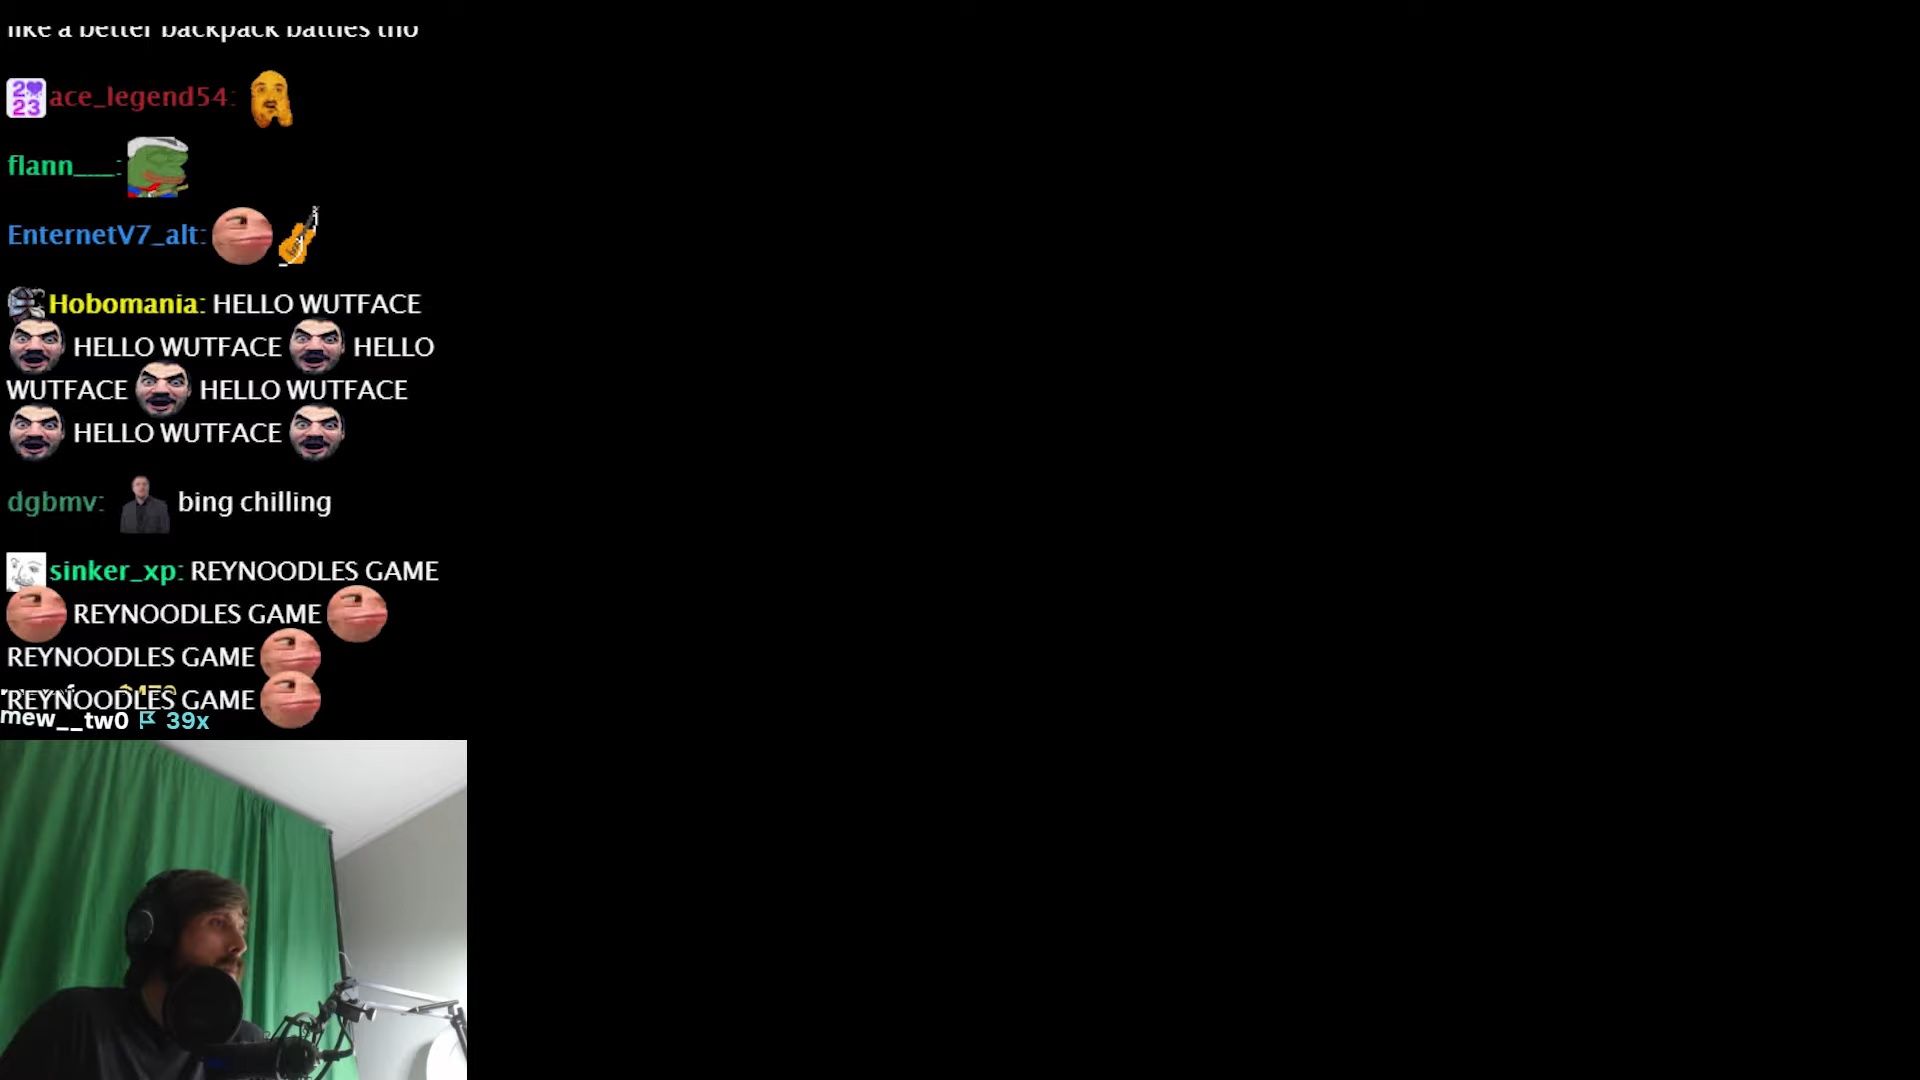 like a better backpack battles tho
2023 ace_legend54:
flann___:
EnternetV7_alt:
Hobomania: HELLO WUTFACE
HELLO WUTFACE HELLO
WUTFACE HELLO WUTFACE
HELLO WUTFACE
dgbmv: bing chilling
sinker_xp: REYNOODLES GAME
REYNOODLES GAME
REYNOODLES GAME
REYNOODLES GAME
mew__tw0 39x